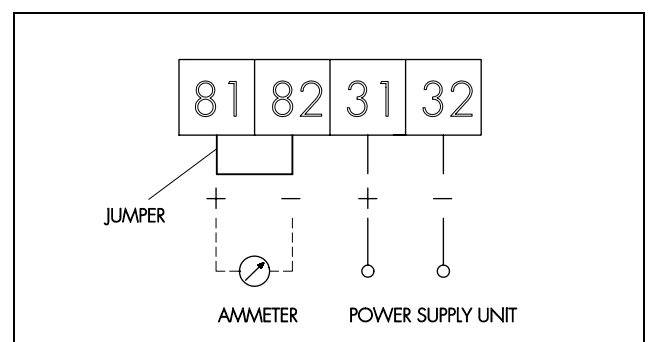 81 82 31 32
JUMPER
+ − + −
AMMETER POWER SUPPLY UNIT